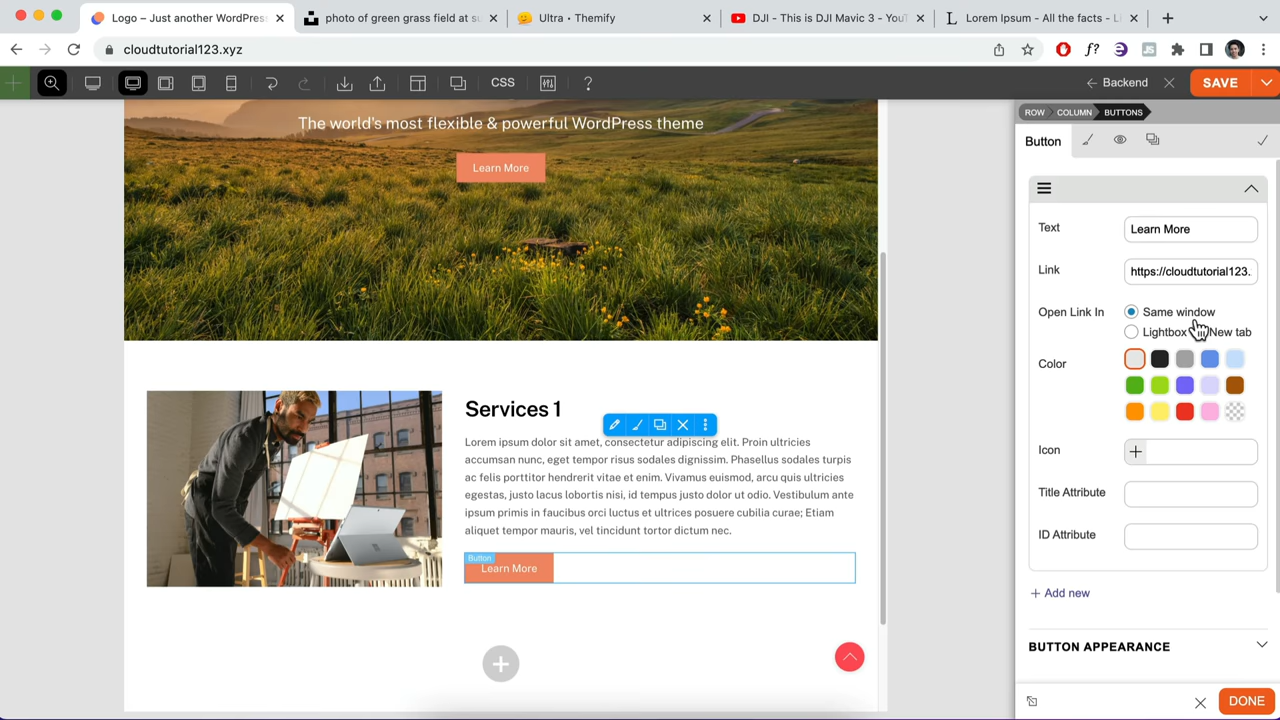 Logo – Just another WordPress
photo of green grass field at su
Ultra • Themify
DJI - This is DJI Mavic 3 - You
Lorem Ipsum - All the facts - Li
cloudtutorial123.xyz
f?
JS
CSS
?
← Backend
SAVE
ROW
COLUMN
BUTTONS
Button
The world's most flexible & powerful WordPress theme
Learn More
Text
Learn More
Link
https://cloudtutorial123.
Open Link In
Same window
Lightbox
New tab
Color
Icon
Title Attribute
ID Attribute
+ Add new
BUTTON APPEARANCE
DONE
Services 1
Lorem ipsum dolor sit amet, consectetur adipiscing elit. Proin ultricies
accumsan nunc, eget tempor risus sodales dignissim. Phasellus sodales turpis
ac felis porttitor hendrerit vitae et enim. Vivamus euismod, arcu quis ultricies
egestas, justo lacus lobortis nisi, id tempus justo dolor ut odio. Vestibulum ante
ipsum primis in faucibus orci luctus et ultrices posuere cubilia curae; Etiam
aliquet tempor mauris, vel tincidunt tortor dictum nec.
Button
Learn More